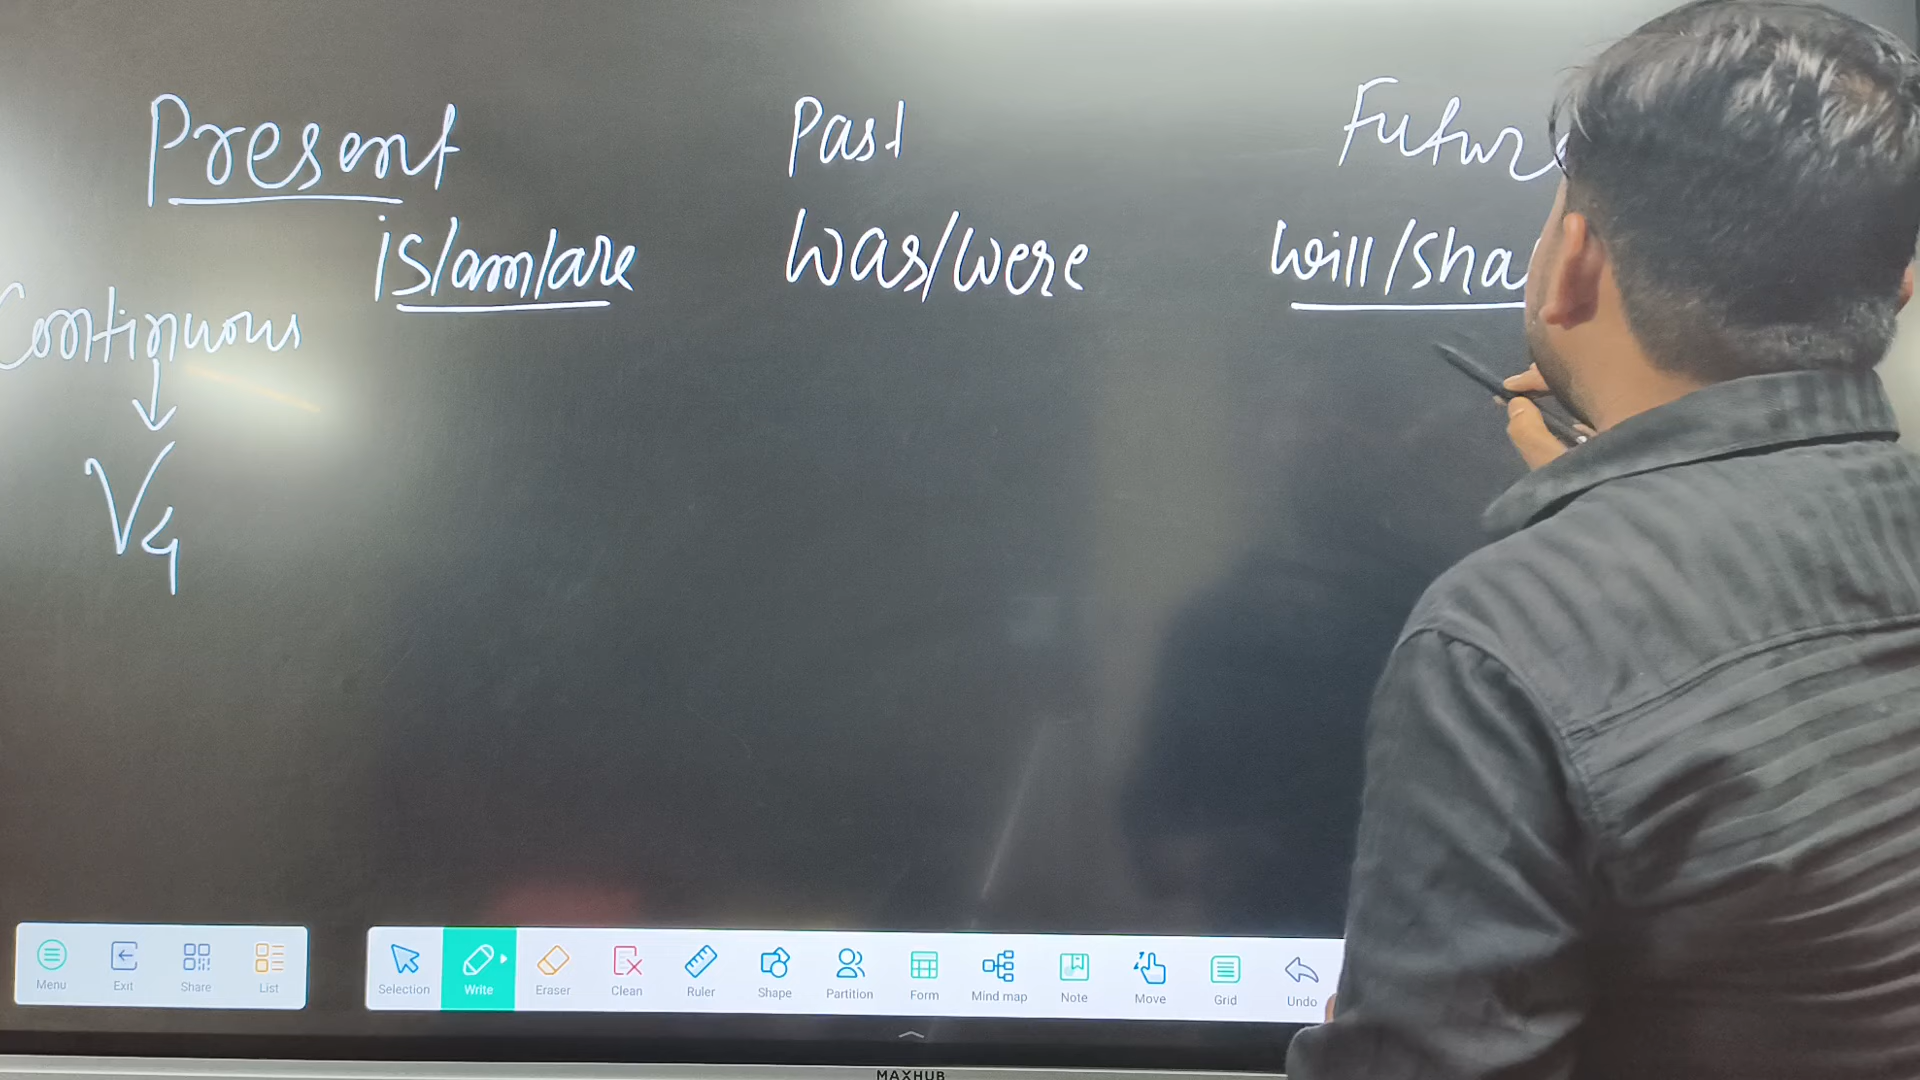 Present Past Future
is/am/are was/were will/sha
Continuous
↓
V4
Menu Exit Share List Selection Write Eraser Clean Ruler Shape Partition Form Mind map Note Move Grid Undo
MAXHUB